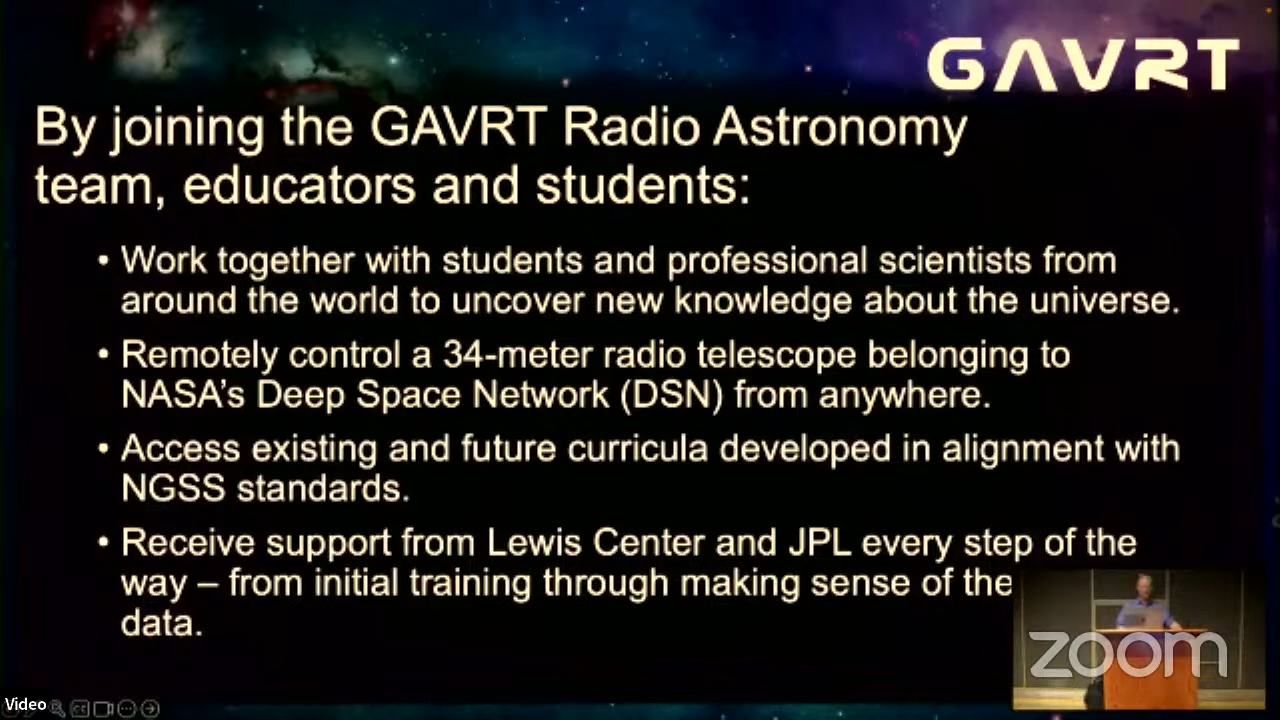 GAVRT
By joining the GAVRT Radio Astronomy
team, educators and students:
• Work together with students and professional scientists from
around the world to uncover new knowledge about the universe.
• Remotely control a 34-meter radio telescope belonging to
NASA’s Deep Space Network (DSN) from anywhere.
• Access existing and future curricula developed in alignment with
NGSS standards.
• Receive support from Lewis Center and JPL every step of the
way – from initial training through making sense of the
data.
zoom
Video